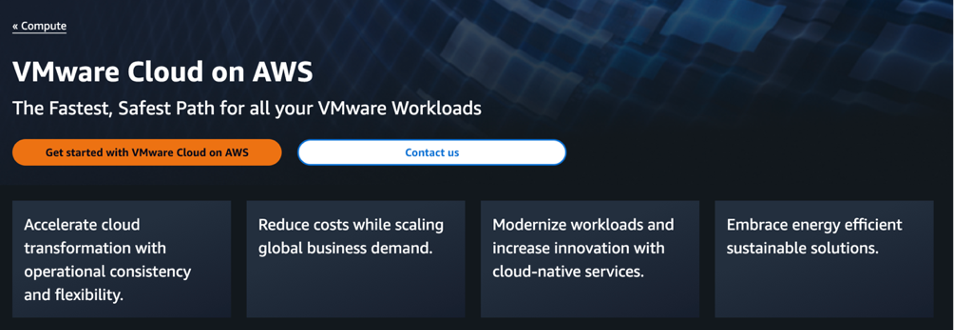 « Compute
VMware Cloud on AWS
The Fastest, Safest Path for all your VMware Workloads
Get started with VMware Cloud on AWS
Contact us
Accelerate cloud
transformation with
operational consistency
and flexibility.
Reduce costs while scaling
global business demand.
Modernize workloads and
increase innovation with
cloud-native services.
Embrace energy efficient
sustainable solutions.